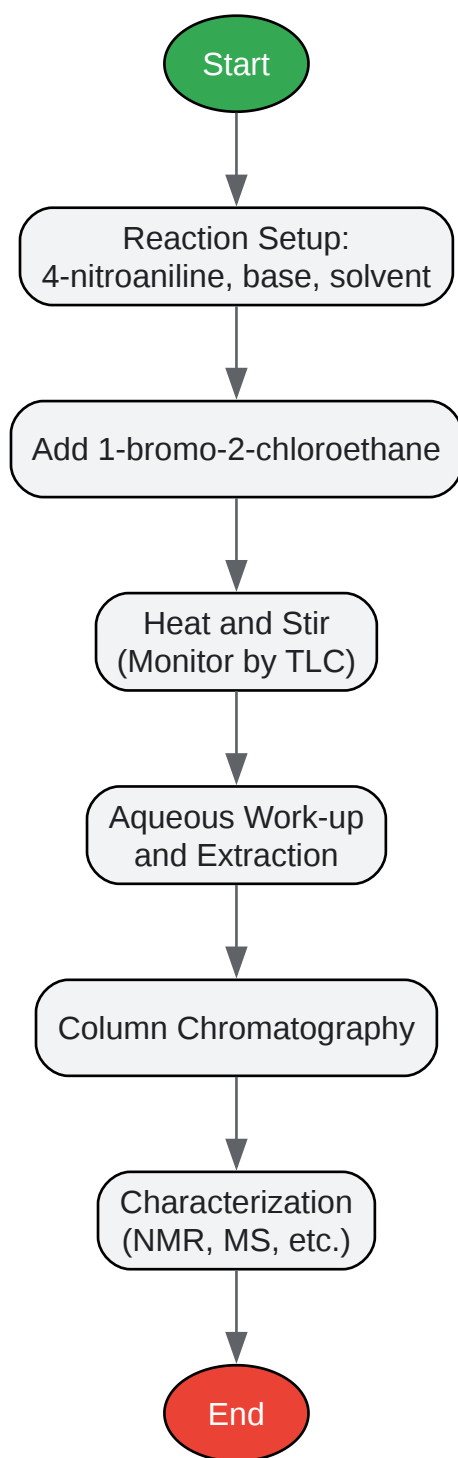 Start
Reaction Setup:
4-nitroaniline, base, solvent
Add 1-bromo-2-chloroethane
Heat and Stir
(Monitor by TLC)
Aqueous Work-up
and Extraction
Column Chromatography
Characterization
(NMR, MS, etc.)
End